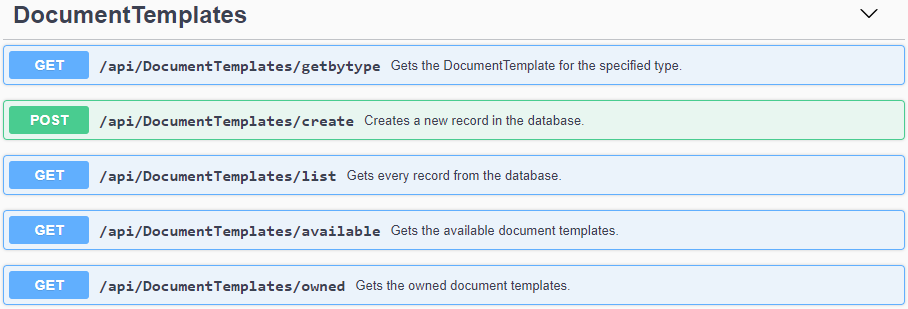 DocumentTemplates
GET /api/DocumentTemplates/getbytype Gets the DocumentTemplate for the specified type.
POST /api/DocumentTemplates/create Creates a new record in the database.
GET /api/DocumentTemplates/list Gets every record from the database.
GET /api/DocumentTemplates/available Gets the available document templates.
GET /api/DocumentTemplates/owned Gets the owned document templates.